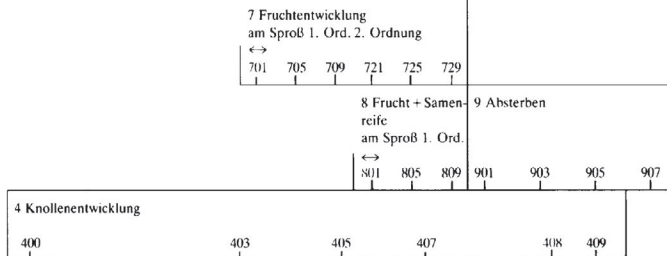 7 Fruchtentwicklung
am Sproß 1. Ord. 2. Ordnung
701 705 709 721 725 729
8 Frucht + Samen-
reife
am Sproß 1. Ord.
9 Absterben
801 805 809 901 903 905 907
4 Knollenentwicklung
400 403 405 407 408 409